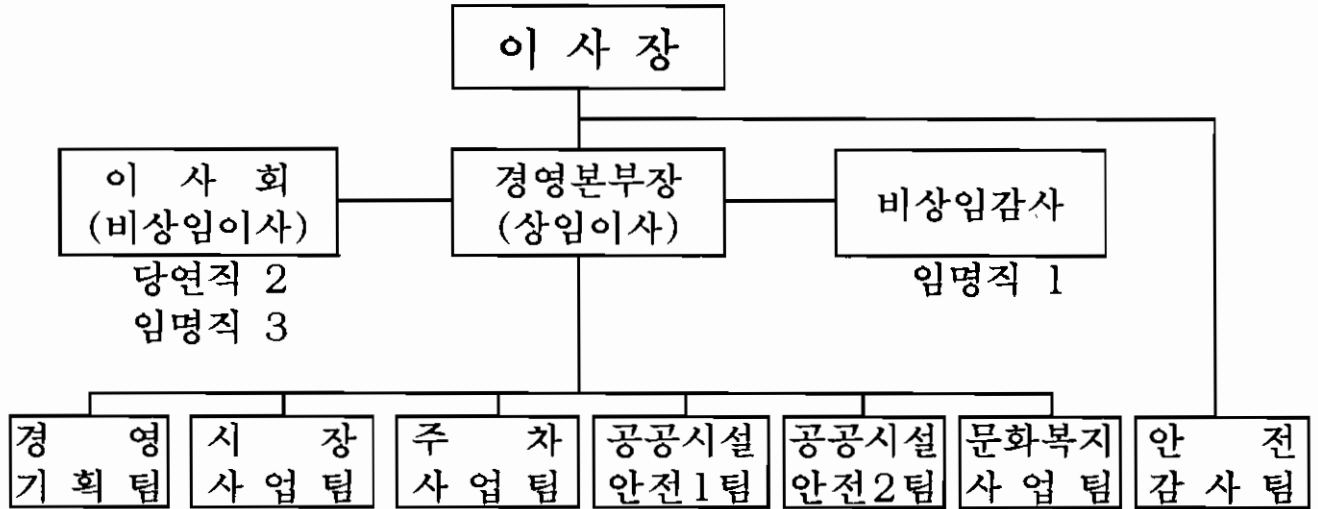 이 사 장
이 사 회
(비상임이사)
당연직 2
임명직 3
경영본부장
(상임이사)
비상임감사
임명직 1
경 영
기 획 팀
시 장
사 업 팀
주 차
사 업 팀
공공시설
안전1팀
공공시설
안전2팀
문화복지
사 업 팀
안 전
감 사 팀